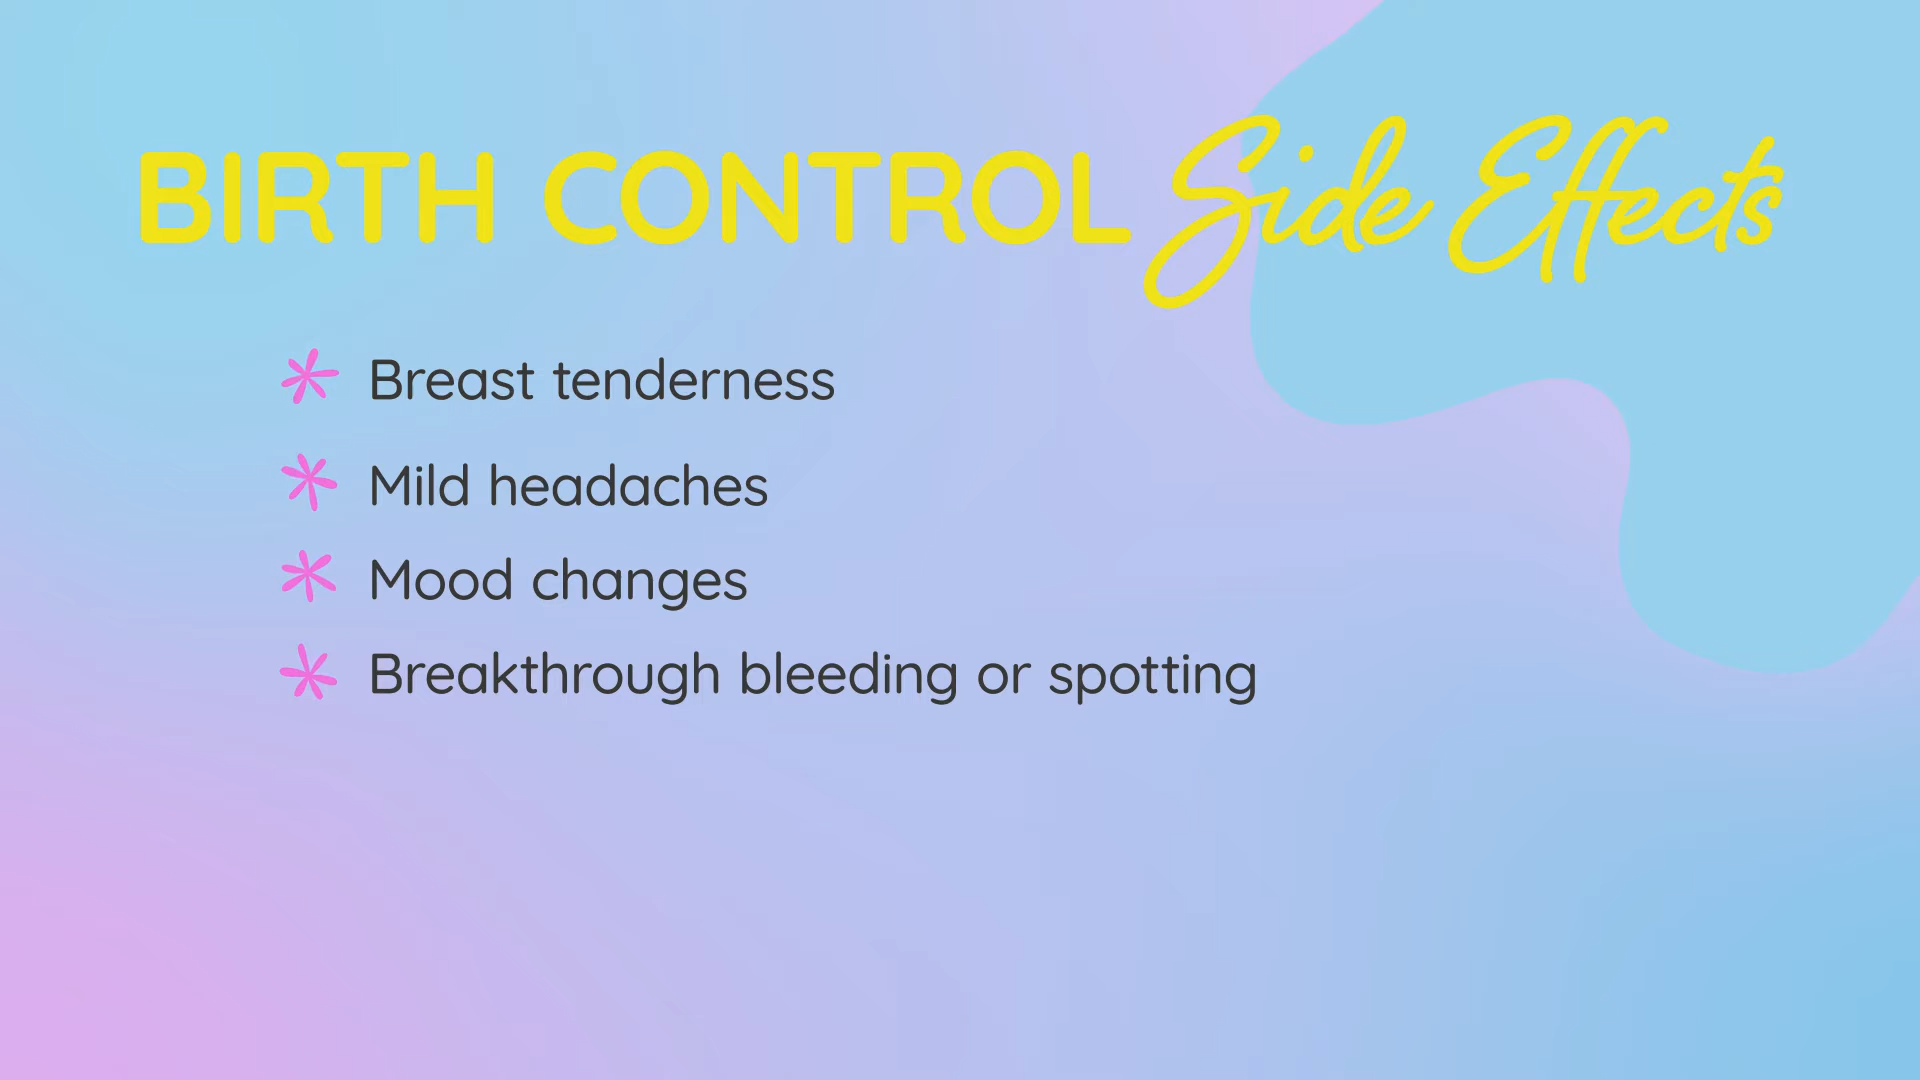 BIRTH CONTROL Side Effects
Breast tenderness
Mild headaches
Mood changes
Breakthrough bleeding or spotting